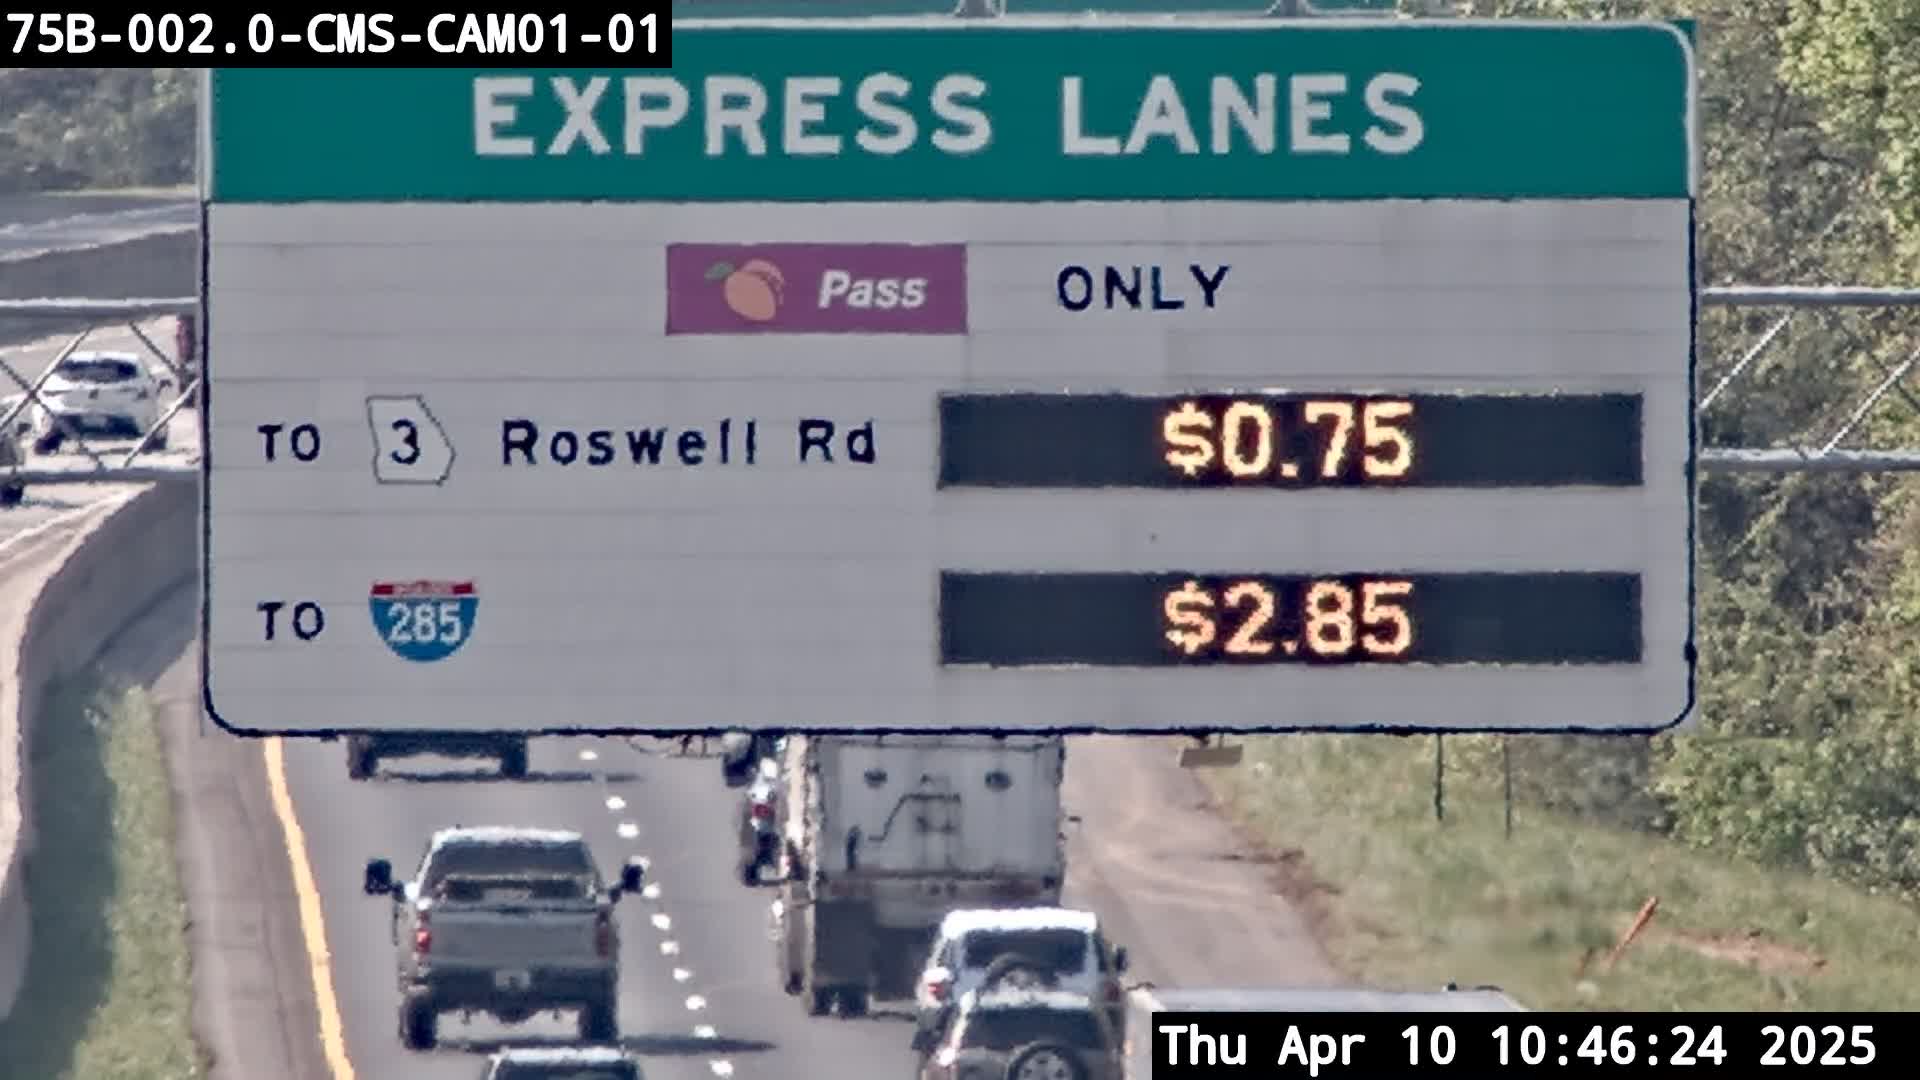 75B-002.0-CMS-CAM01-01
EXPRESS LANES
Pass ONLY
TO 3 Roswell Rd $0.75
TO 285 $2.85
Thu Apr 10 10:46:24 2025